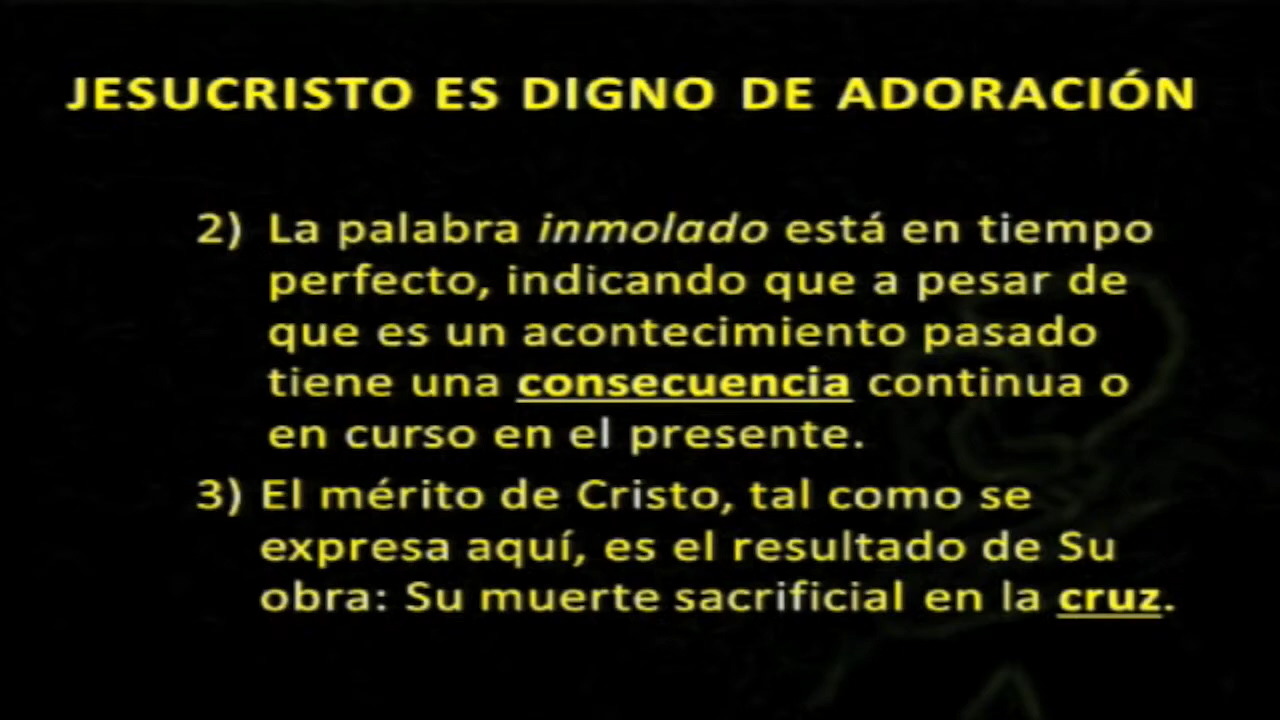 JESUCRISTO ES DIGNO DE ADORACIÓN
2) La palabra inmolado está en tiempo
perfecto, indicando que a pesar de
que es un acontecimiento pasado
tiene una consecuencia continua o
en curso en el presente.
3) El mérito de Cristo, tal como se
expresa aquí, es el resultado de Su
obra: Su muerte sacrificial en la cruz.